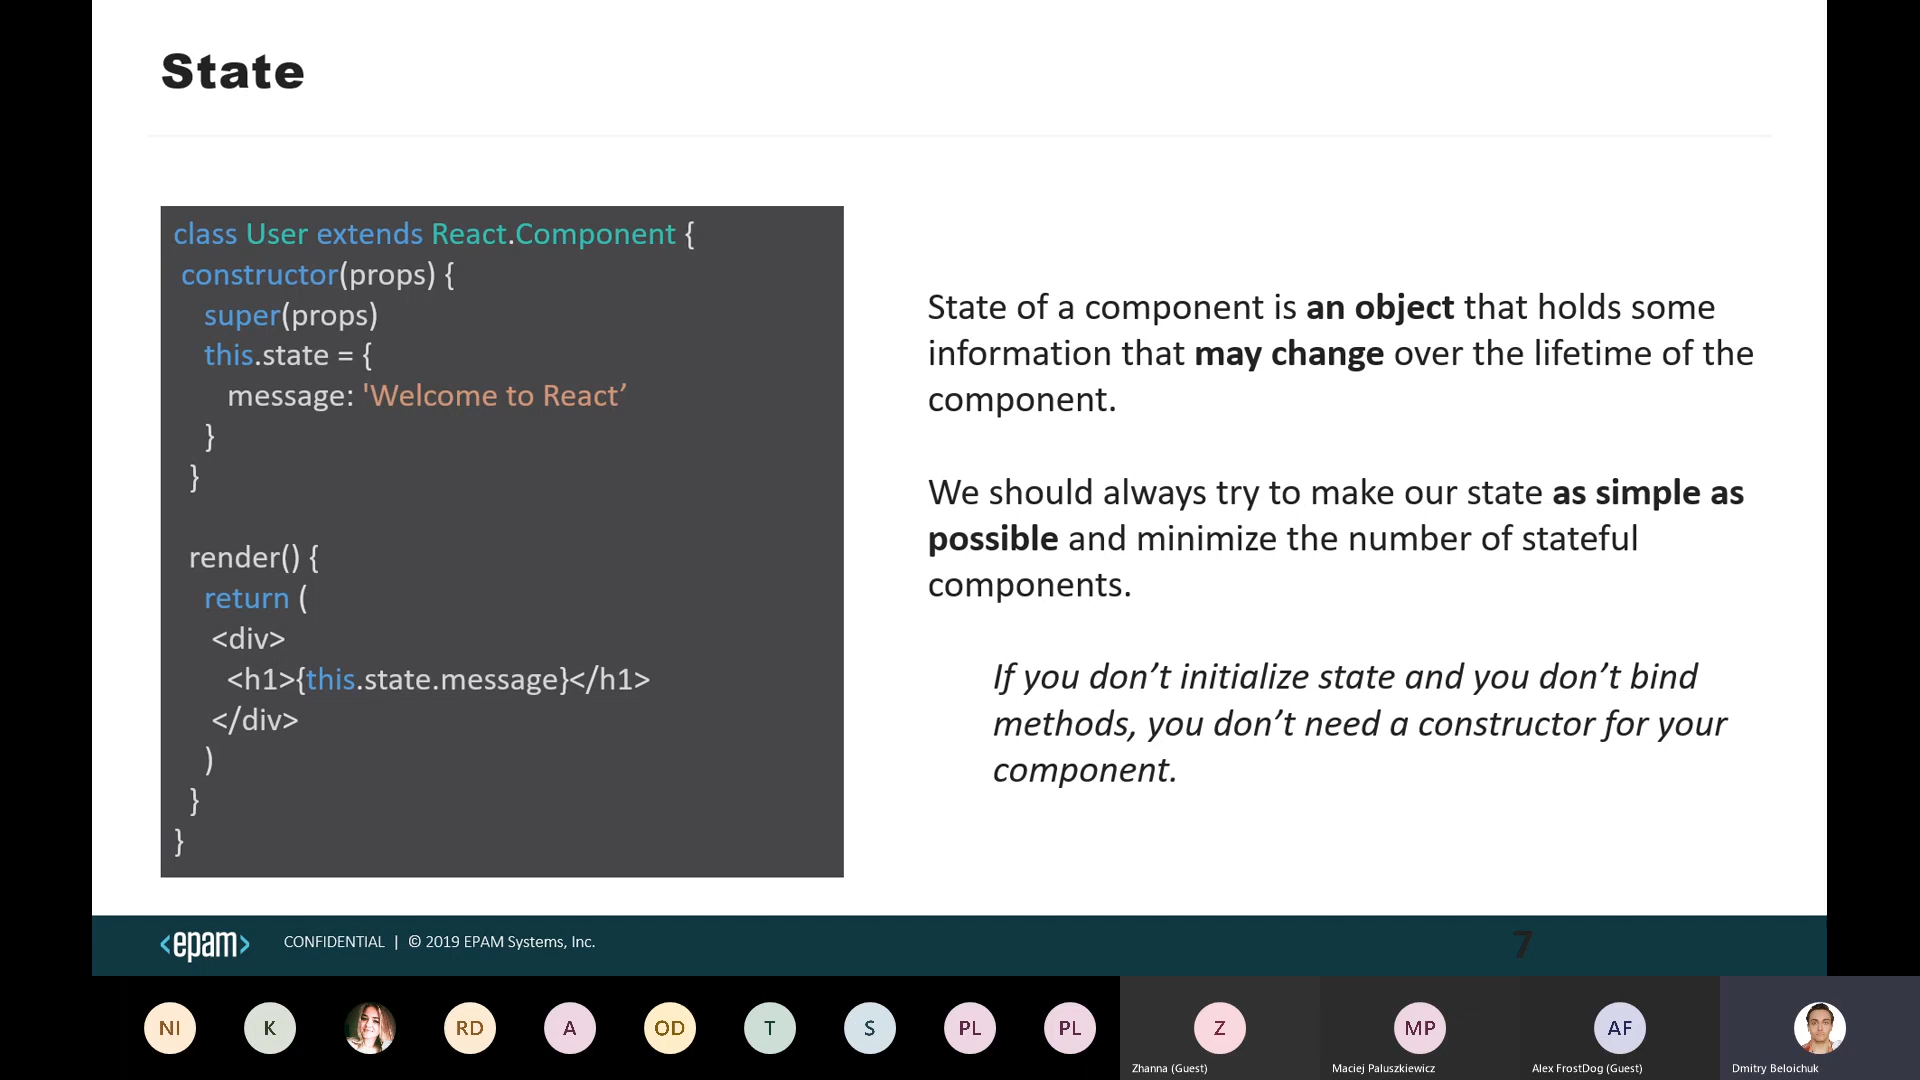 State
class User extends React.Component {
constructor(props) {
super(props)
this.state = {
message: 'Welcome to React’
}
}
render() {
return (
<div>
<h1>{this.state.message}</h1>
</div>
)
}
}
State of a component is an object that holds some
information that may change over the lifetime of the
component.
We should always try to make our state as simple as
possible and minimize the number of stateful
components.
If you don’t initialize state and you don’t bind
methods, you don’t need a constructor for your
component.
<epam>
CONFIDENTIAL | © 2019 EPAM Systems, Inc.
7
NI
K
RD
A
OD
T
S
PL
PL
Z
MP
AF
Zhanna (Guest)
Maciej Paluszkiewicz
Alex FrostDog (Guest)
Dmitry Beloichuk